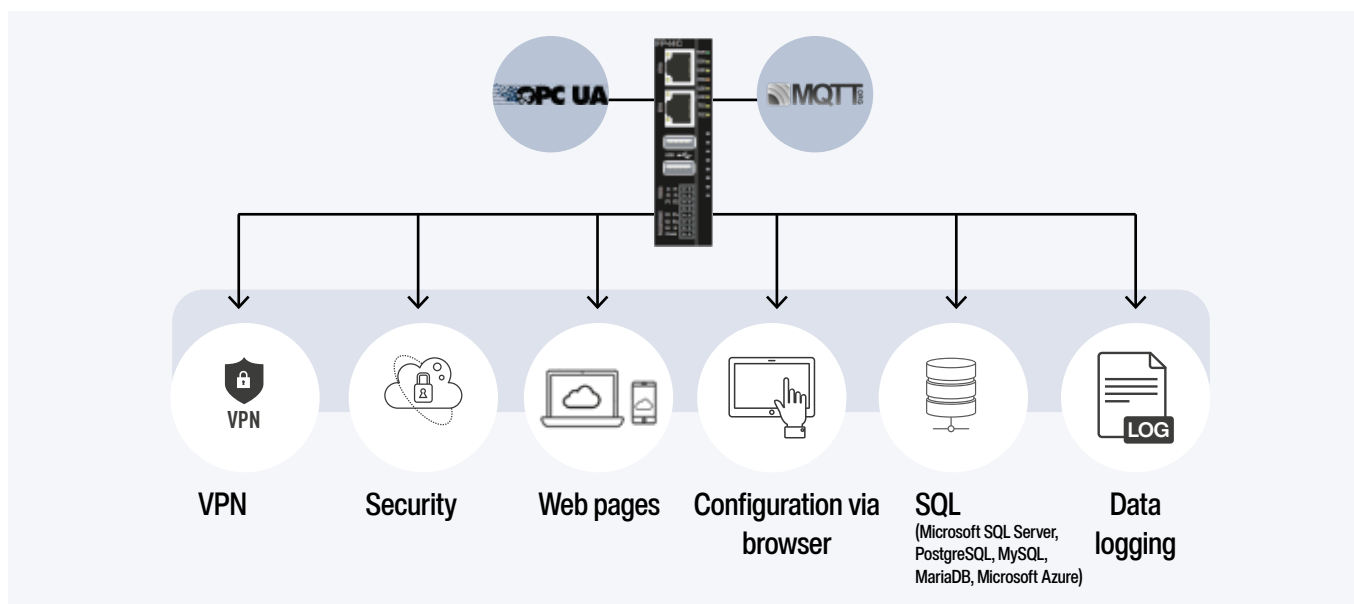 OPC UA
MQTT
.ORG
VPN
LOG
VPN
Security
Web pages
Configuration via
browser
SQL
(Microsoft SQL Server,
PostgreSQL, MySQL,
MariaDB, Microsoft Azure)
Data
logging